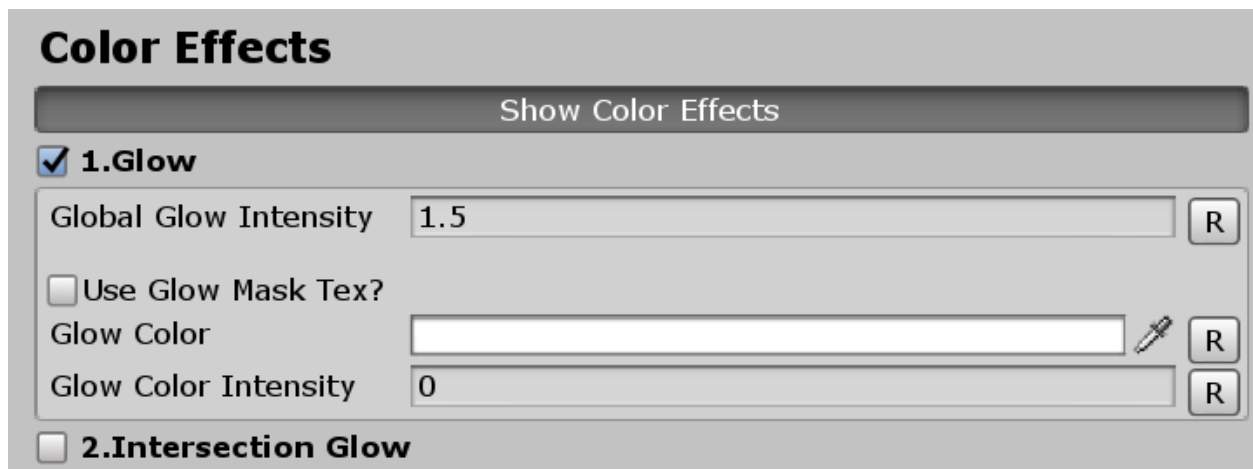 Color Effects
Show Color Effects
1.Glow
Global Glow Intensity 1.5 R
Use Glow Mask Tex?
Glow Color R
Glow Color Intensity 0 R
2.Intersection Glow